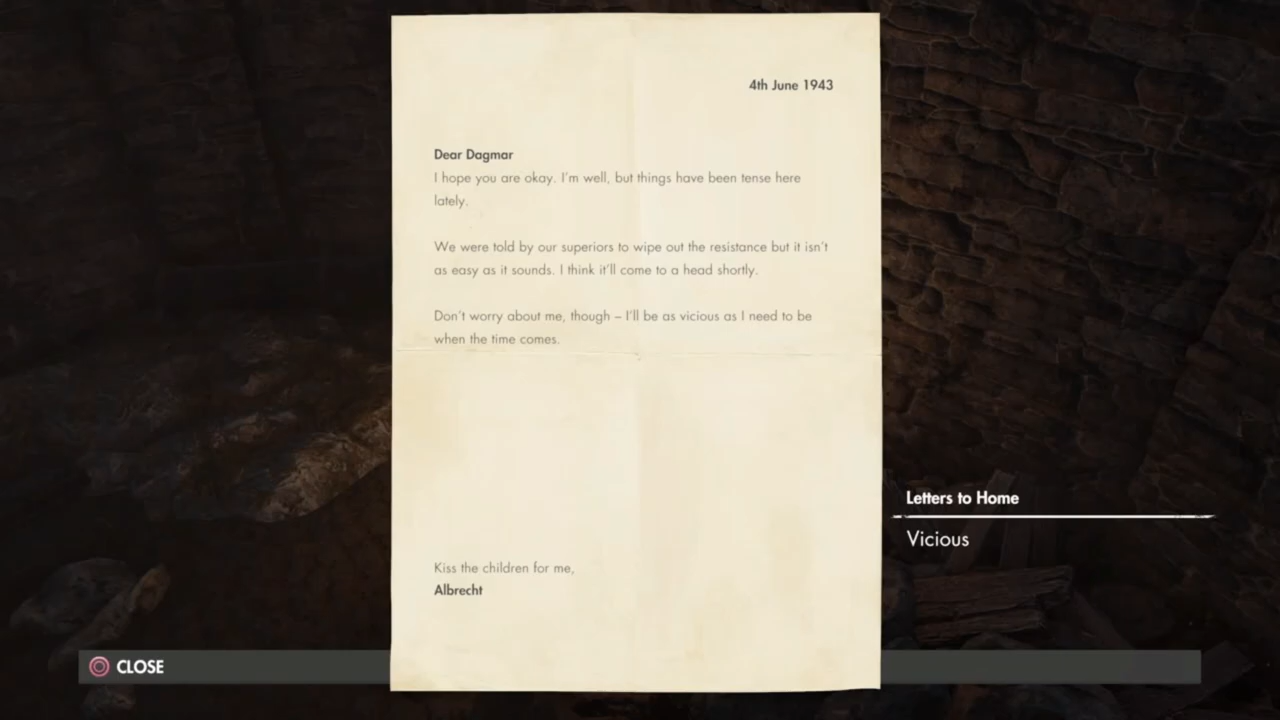 4th June 1943
Dear Dagmar
I hope you are okay. I'm well, but things have been tense here
lately.
We were told by our superiors to wipe out the resistance but it isn't
as easy as it sounds. I think it'll come to a head shortly.
Don't worry about me, though – I'll be as vicious as I need to be
when the time comes.
Kiss the children for me,
Albrecht
Letters to Home
Vicious
CLOSE